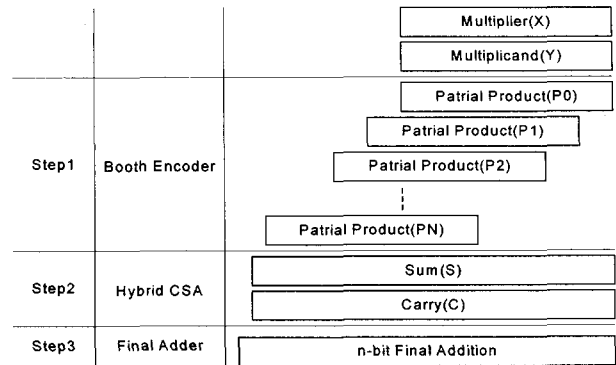 Multiplier(X)
Multiplicand(Y)
Patrial Product(P0)
Patrial Product(P1)
Step1 Booth Encoder Patrial Product(P2)
Patrial Product(PN)
Sum(S)
Step2 Hybrid CSA
Carry(C)
Step3 Final Adder n-bit Final Addition